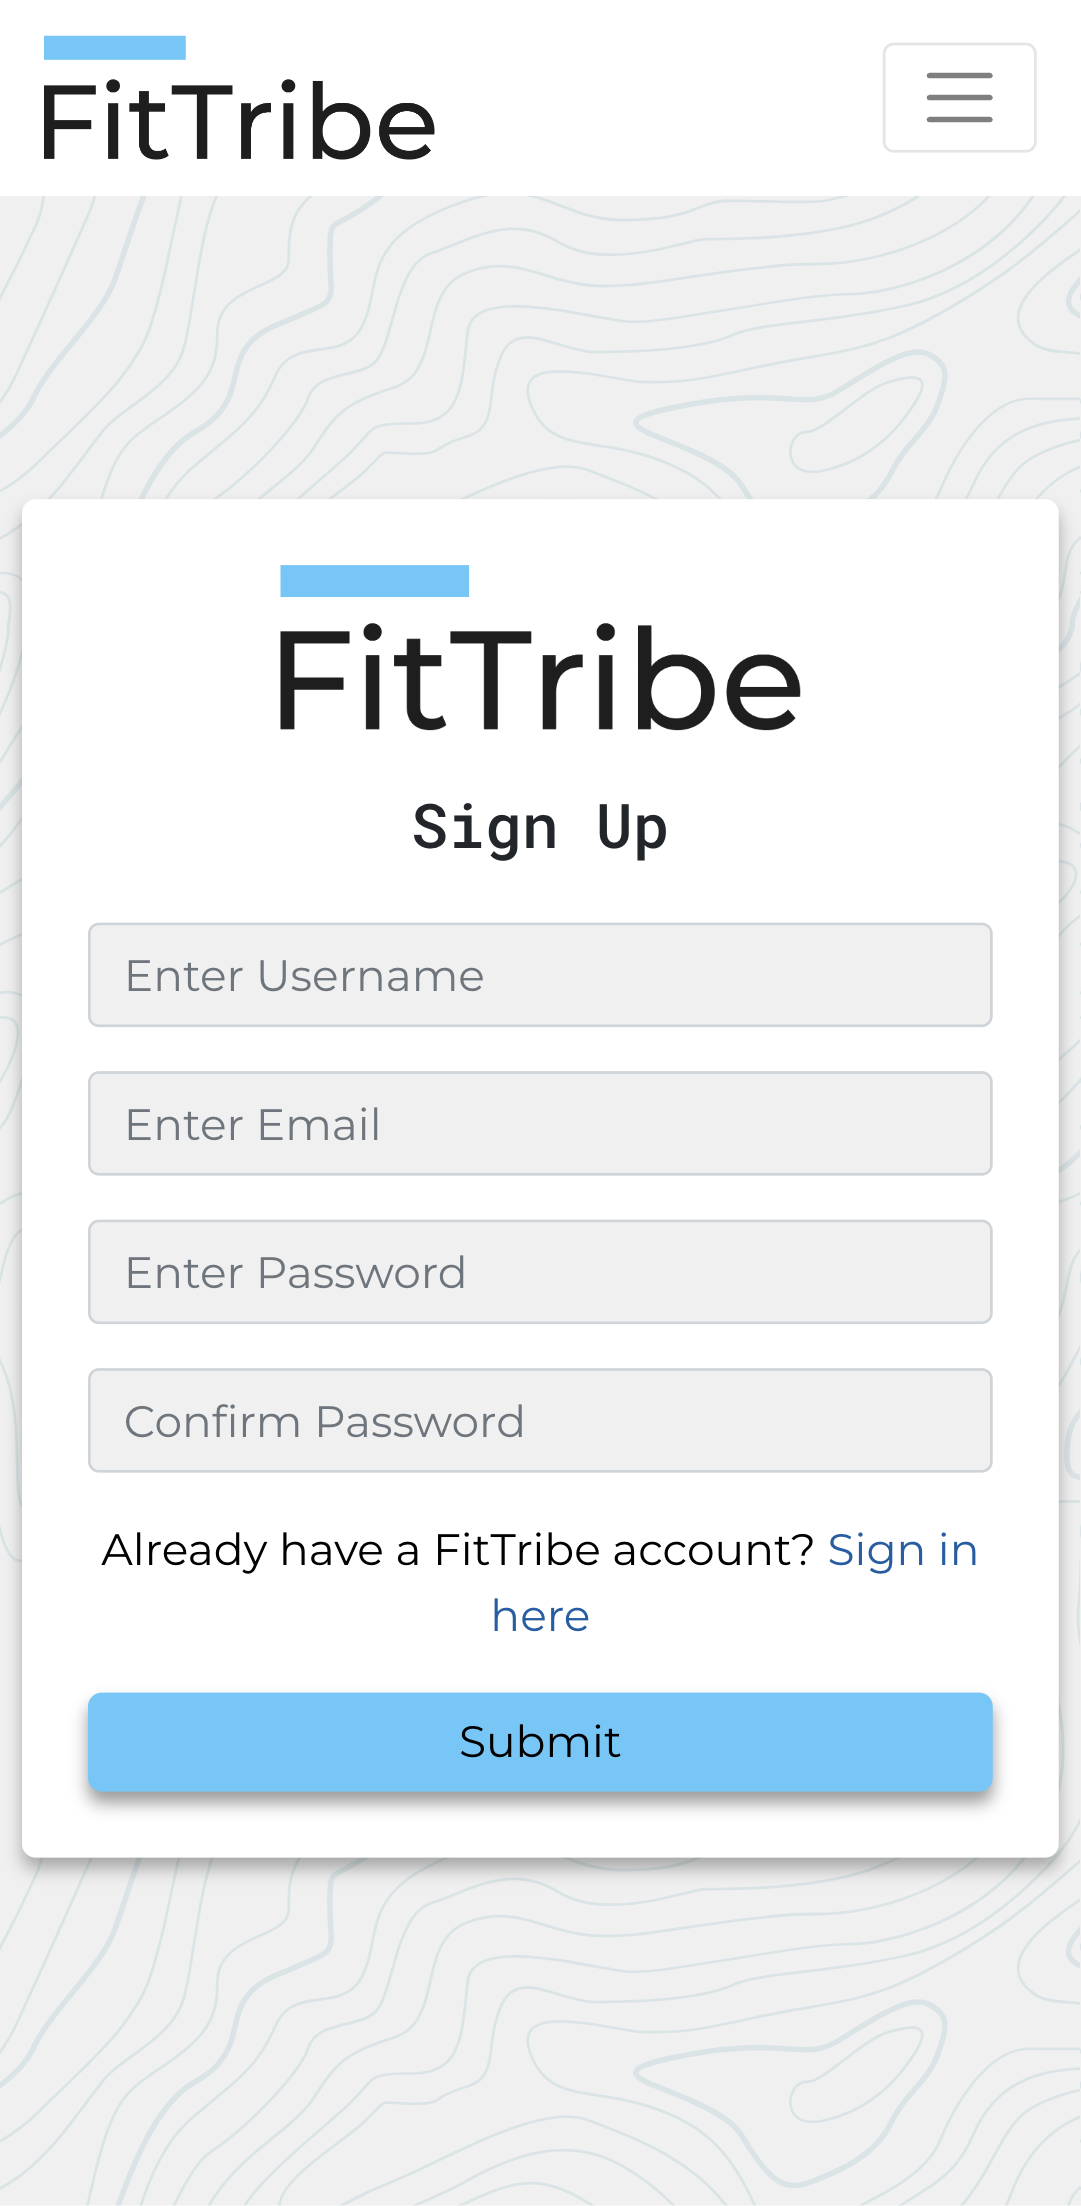 FitTribe
FitTribe
Sign Up
Enter Username
Enter Email
Enter Password
Confirm Password
Already have a FitTribe account? Sign in
here
Submit